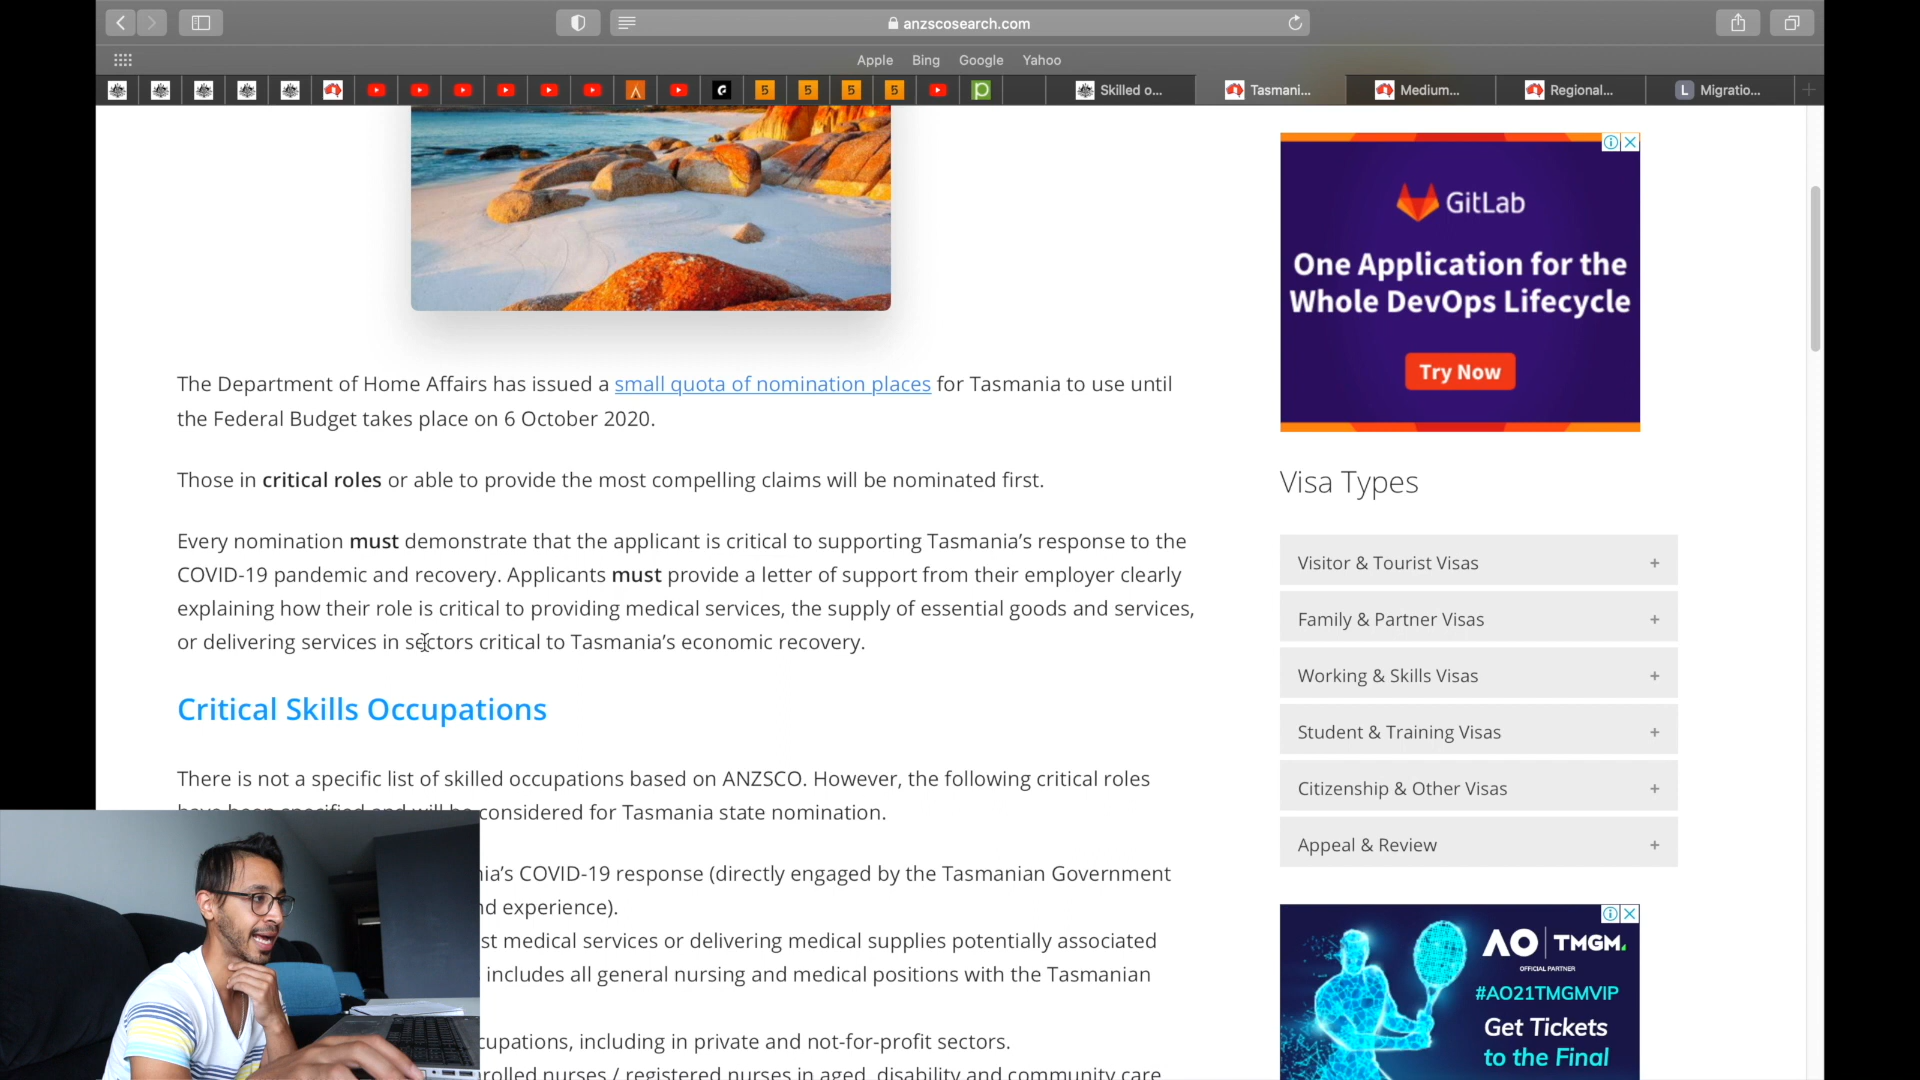 anzscosearch.com
Apple Bing Google Yahoo
5 5 5 5 Skilled o... Tasmani... Medium... Regional... L Migratio...
GitLab
One Application for the
Whole DevOps Lifecycle
Try Now
The Department of Home Affairs has issued a small quota of nomination places for Tasmania to use until
the Federal Budget takes place on 6 October 2020.
Those in critical roles or able to provide the most compelling claims will be nominated first.
Every nomination must demonstrate that the applicant is critical to supporting Tasmania’s response to the
COVID-19 pandemic and recovery. Applicants must provide a letter of support from their employer clearly
explaining how their role is critical to providing medical services, the supply of essential goods and services,
or delivering services in sectors critical to Tasmania’s economic recovery.
Critical Skills Occupations
There is not a specific list of skilled occupations based on ANZSCO. However, the following critical roles
have been specified and will be considered for Tasmania state nomination.
nia’s COVID-19 response (directly engaged by the Tasmanian Government
nd experience).
st medical services or delivering medical supplies potentially associated
includes all general nursing and medical positions with the Tasmanian
cupations, including in private and not-for-profit sectors.
rolled nurses / registered nurses in aged, disability and community care
Visa Types
Visitor & Tourist Visas +
Family & Partner Visas +
Working & Skills Visas +
Student & Training Visas +
Citizenship & Other Visas +
Appeal & Review +
AO TMGM.
OFFICIAL PARTNER
#AO21TMGMVIP
Get Tickets
to the Final